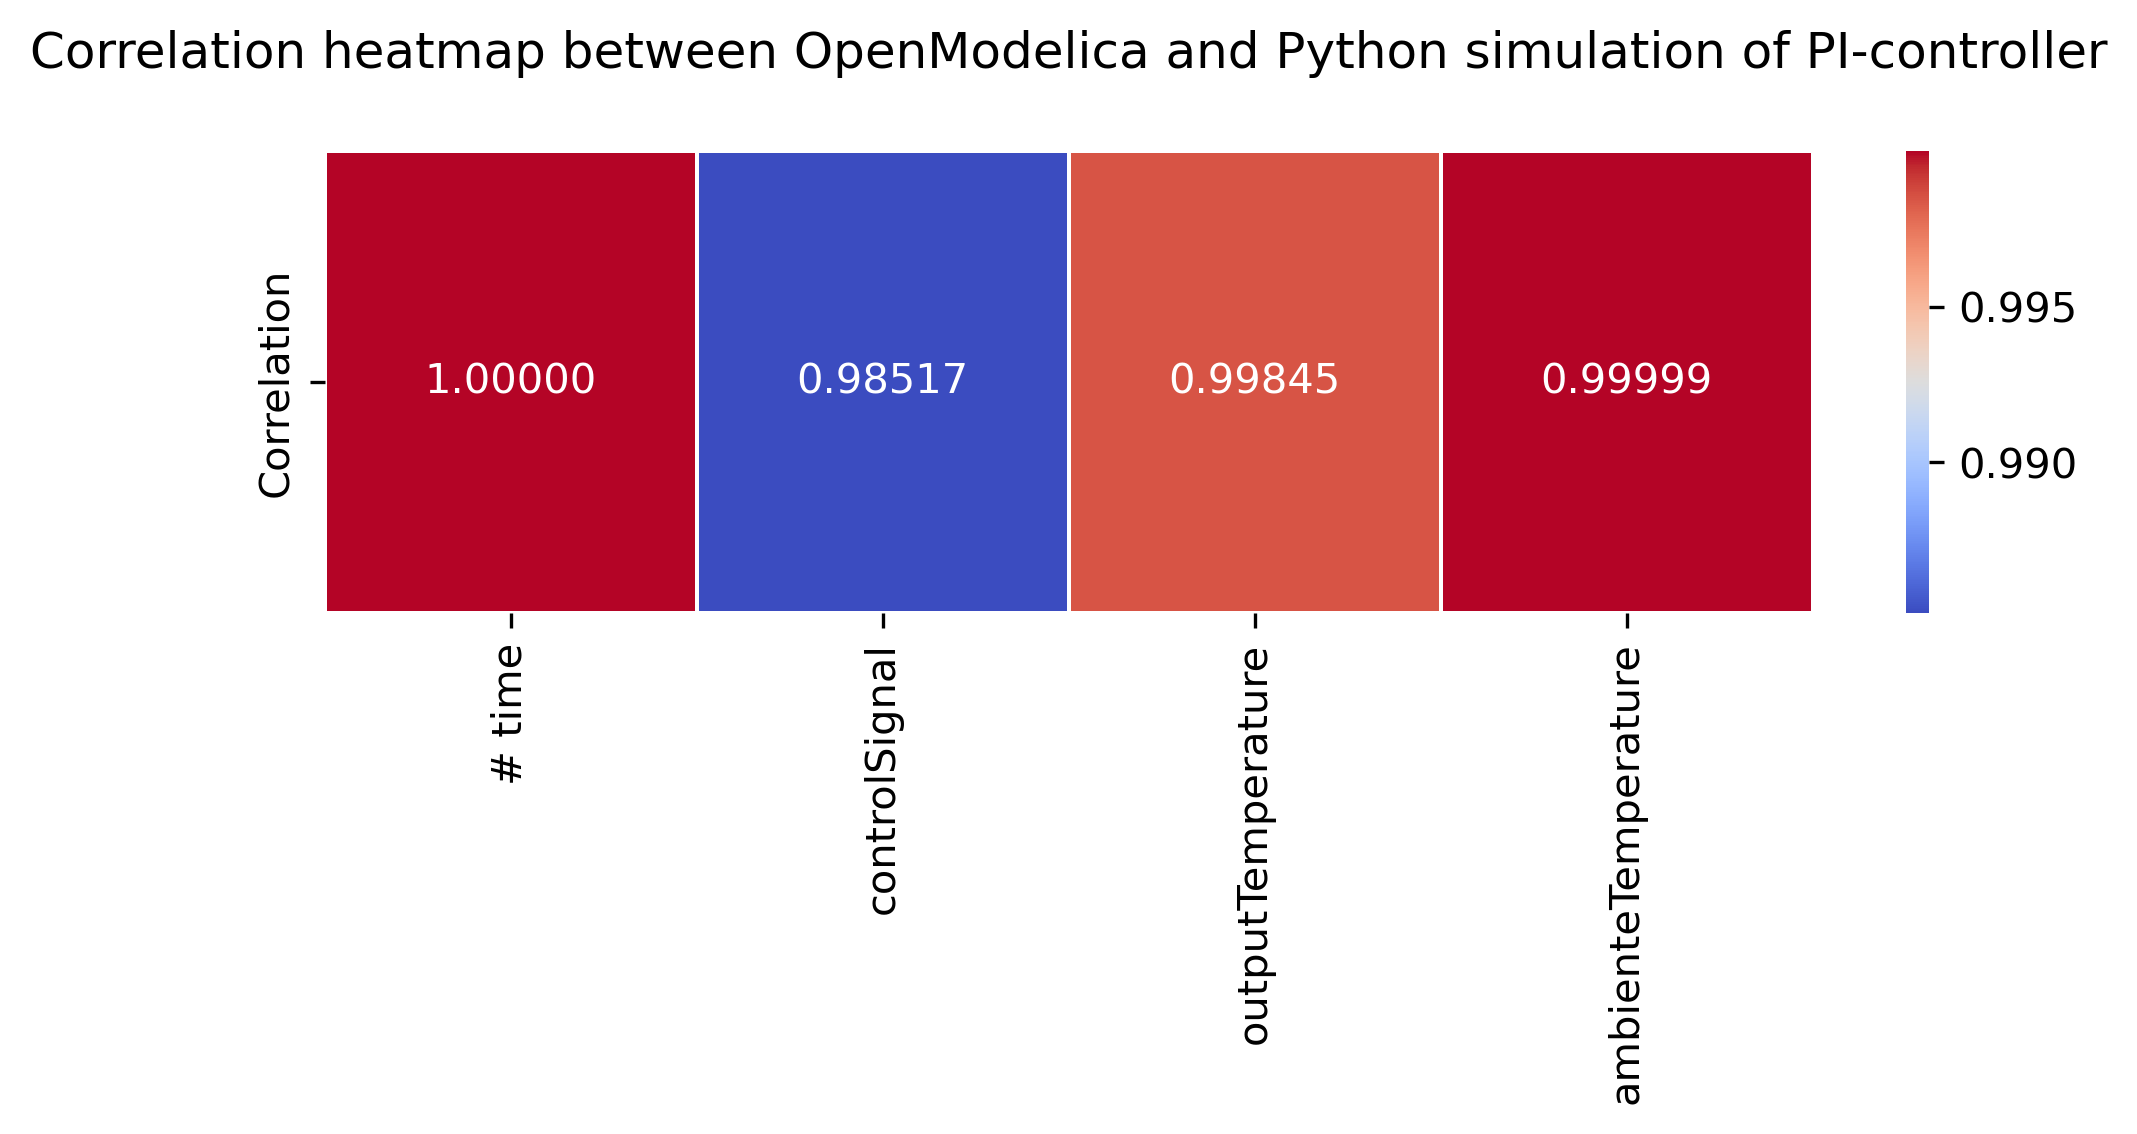 Correlation heatmap between OpenModelica and Python simulation of PI-controller
Correlation
1.00000
0.98517
0.99845
0.99999
# time
controlSignal
outputTemperature
ambienteTemperature
0.995
0.990